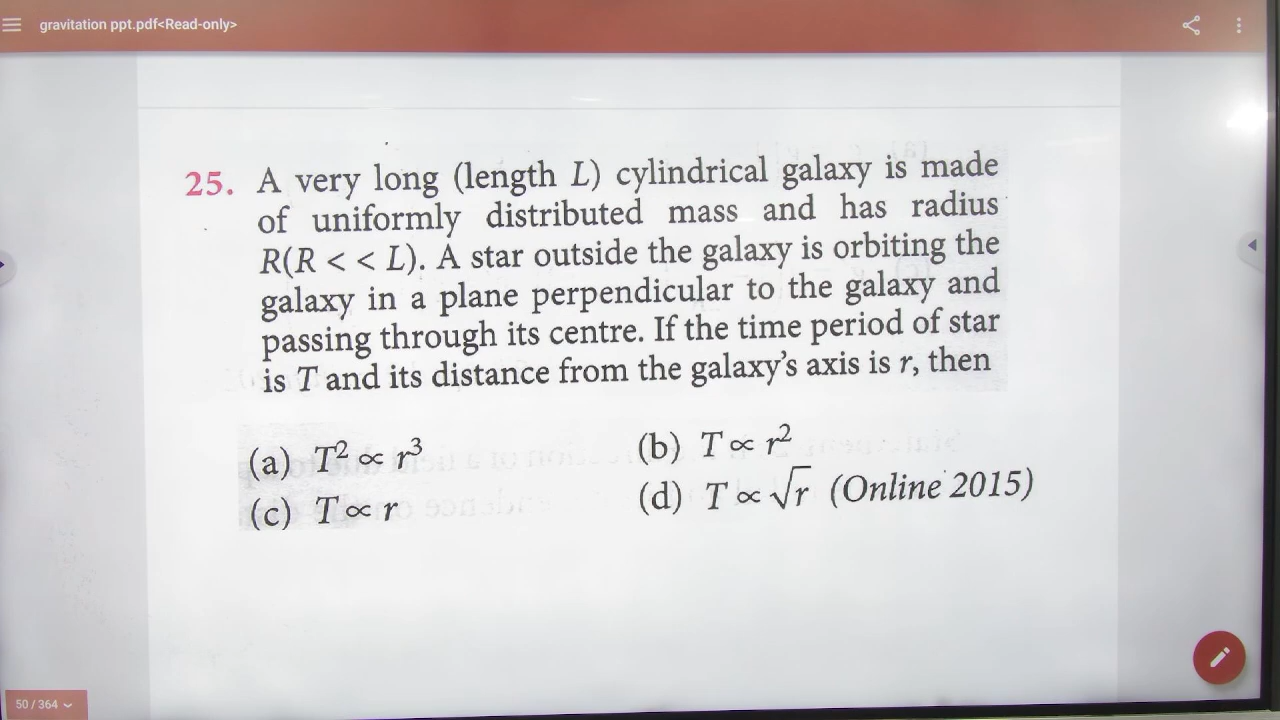 gravitation ppt.pdf<Read-only>
25. A very long (length L) cylindrical galaxy is made
of uniformly distributed mass and has radius
R(R < < L). A star outside the galaxy is orbiting the
galaxy in a plane perpendicular to the galaxy and
passing through its centre. If the time period of star
is T and its distance from the galaxy's axis is r, then
(a) T² ∝ r³ (b) T ∝ r²
(c) T ∝ r (d) T ∝ √r (Online 2015)
50 / 364